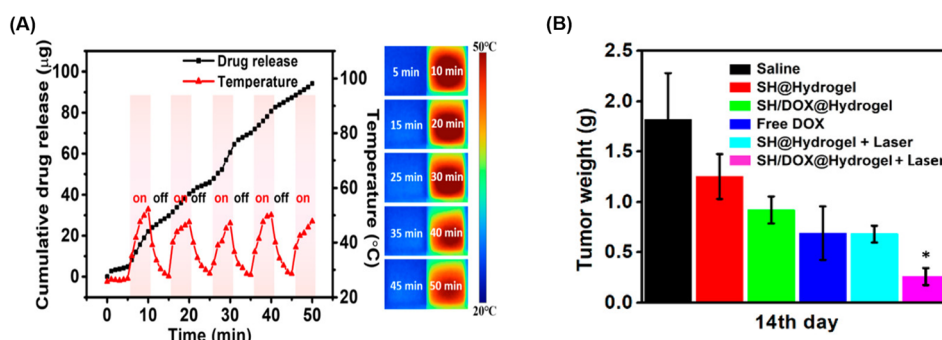 (A)
Cumulative drug release (µg)
110
100
80
60
40
20
0
Drug release
Temperature
on off on off on off on off on
0 10 20 30 40 50
Time (min)
100
80
60
40
20
Temperature (°C)
5 min 10 min
15 min 20 min
25 min 30 min
35 min 40 min
45 min 50 min
50°C
20°C
(B)
Tumor weight (g)
2.5
2.0
1.5
1.0
0.5
0.0
Saline
SH@Hydrogel
SH/DOX@Hydrogel
Free DOX
SH@Hydrogel + Laser
SH/DOX@Hydrogel + Laser
*
14th day